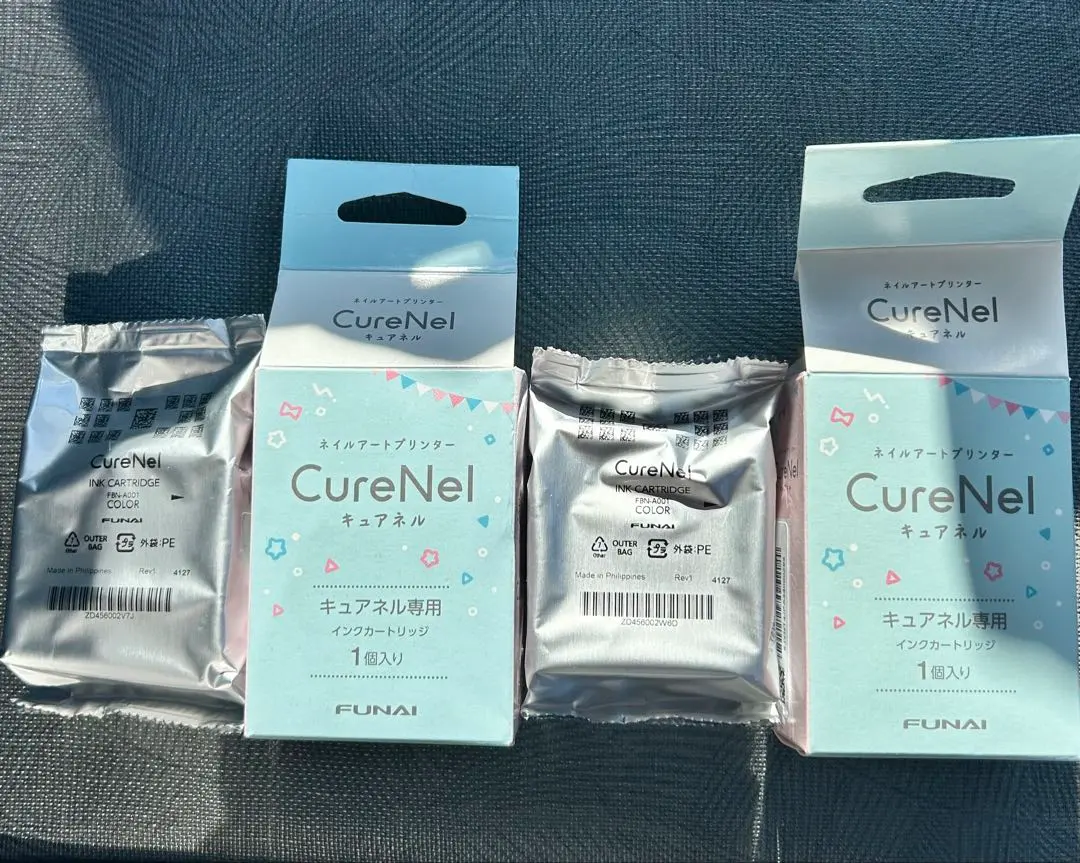 CureNel
INK CARTRIDGE
FBN-A001
COLOR
FUNAI
Other
OUTER
BAG
外装:PE
Made in Philippines Rev1 4127
ZD456002V7J
ネイルアートプリンター
CureNel
キュアネル
ネイルアートプリンター
CureNel
キュアネル
キュアネル専用
インクカートリッジ
1個入り
FUNAI
CureNel
INK CARTRIDGE
FBN-A001
COLOR
FUNAI
Other
OUTER
BAG
外装:PE
Made in Philippines Rev1 4127
ZD456002W6D
ネイルアートプリンター
CureNel
キュアネル
ネイルアートプリンター
CureNel
キュアネル
キュアネル専用
インクカートリッジ
1個入り
FUNAI